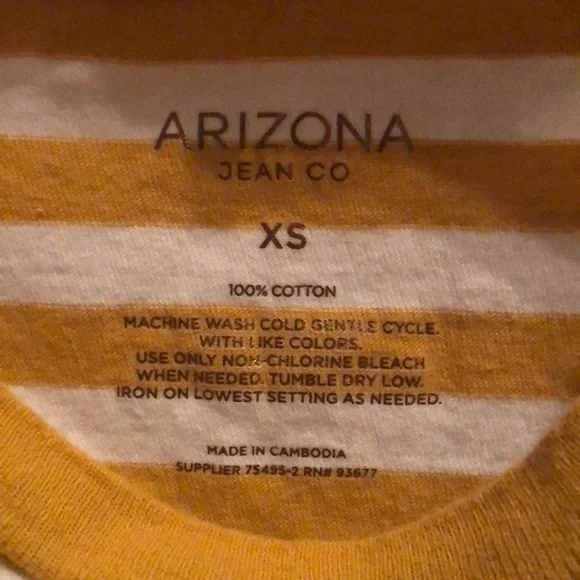 ARIZONA
JEAN CO
XS
100% COTTON
MACHINE WASH COLD GENTLE CYCLE.
WITH LIKE COLORS.
USE ONLY NON-CHLORINE BLEACH
WHEN NEEDED. TUMBLE DRY LOW.
IRON ON LOWEST SETTING AS NEEDED.
MADE IN CAMBODIA
SUPPLIER 75495-2 RN# 93677